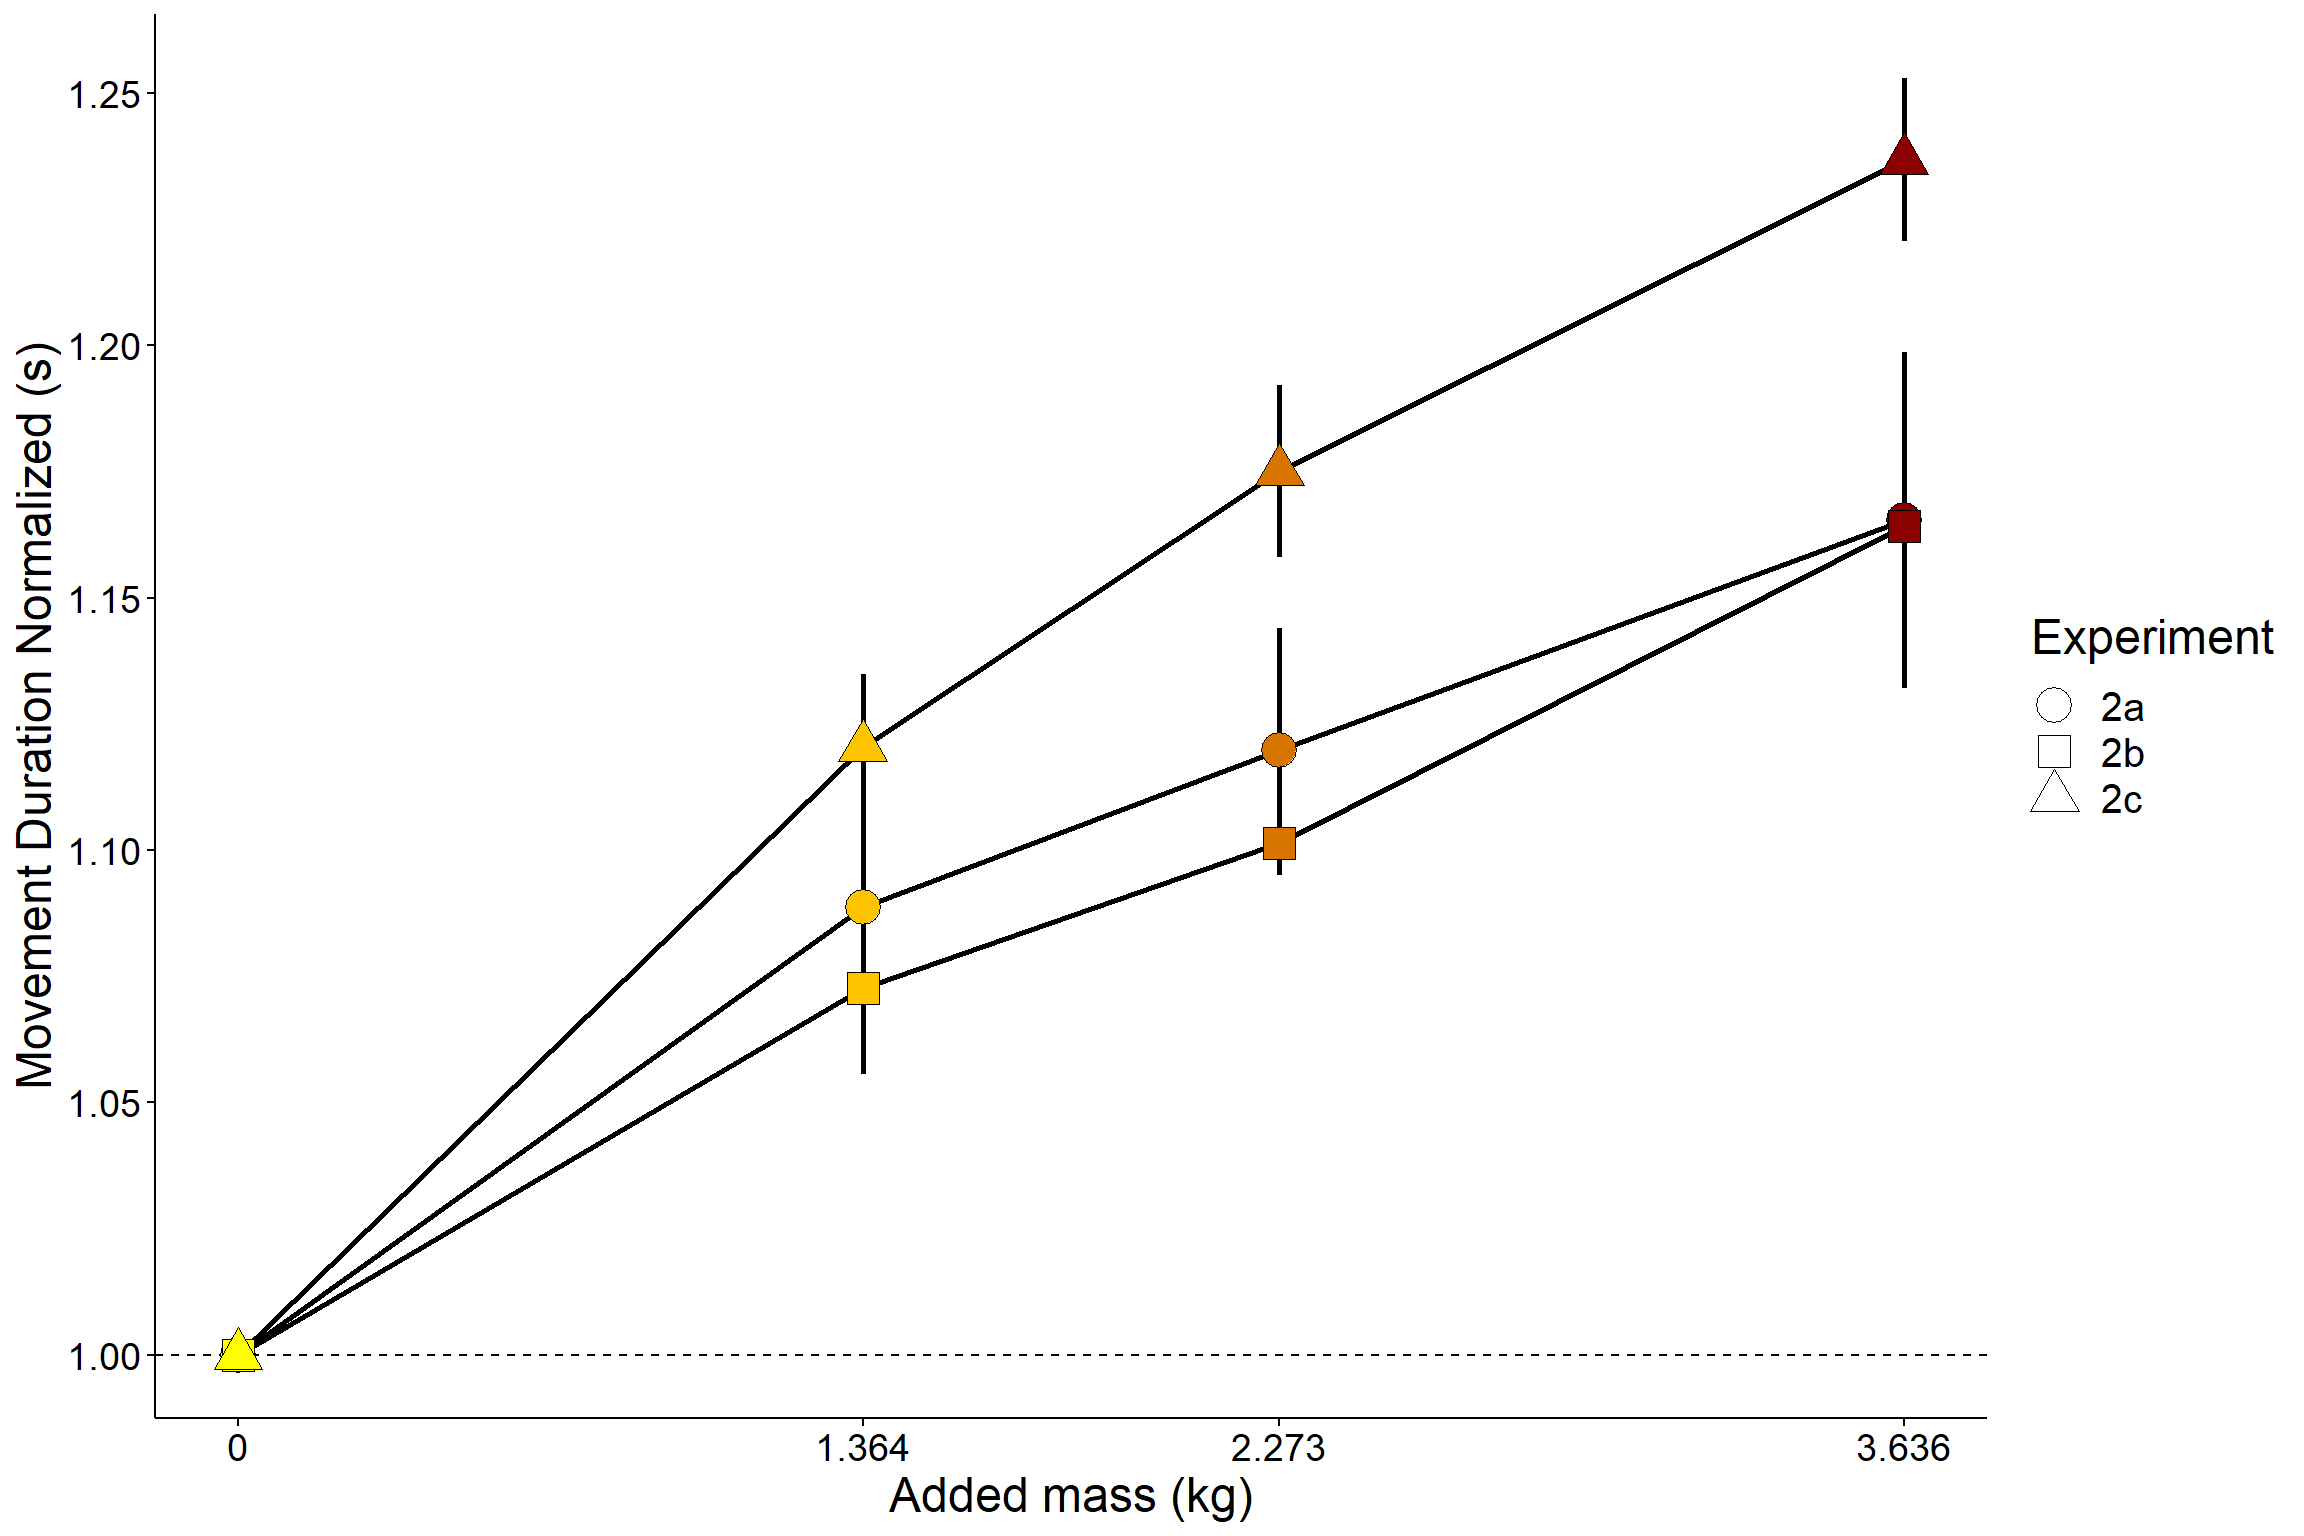 Movement Duration Normalized (s)
1.25
1.20
1.15
1.10
1.05
1.00
0
1.364
2.273
3.636
Added mass (kg)
Experiment
2a
2b
2c